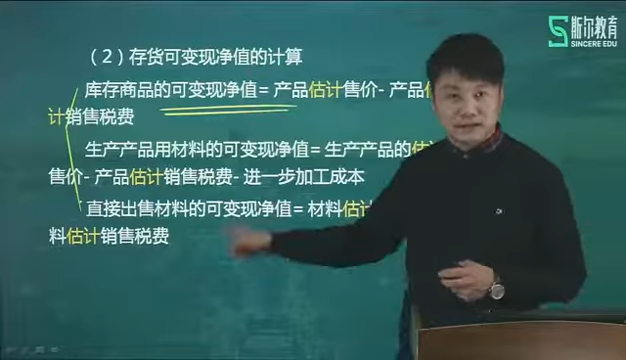 斯尔教育
SINCERE EDU
（2）存货可变现净值的计算
库存商品的可变现净值=产品估计售价-产品
计销售税费
生产产品用材料的可变现净值=生产产品的估
售价-产品估计销售税费-进一步加工成本
直接出售材料的可变现净值=材料估
料估计销售税费